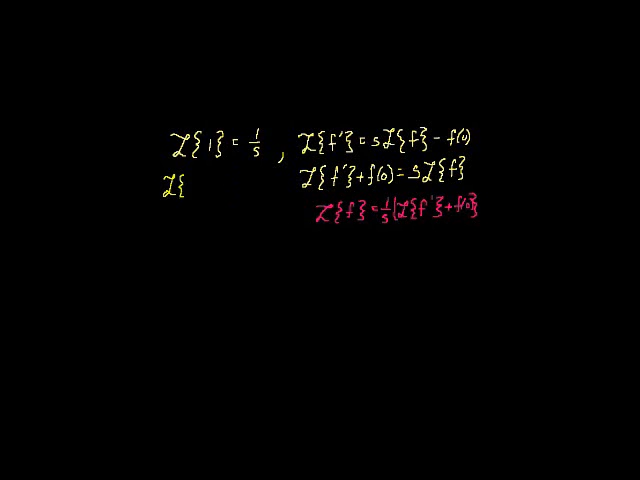 ℒ{1} = 1/s , ℒ{f'} = sℒ{f} - f(0)
ℒ{ ℒ{f'} + f(0) = sℒ{f}
ℒ{f} = 1/s [ℒ{f'} + f(0)]